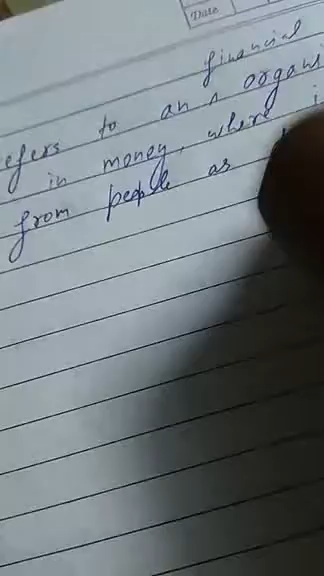 Date
financial
efers to an ^ organi
in money, where i
from people as